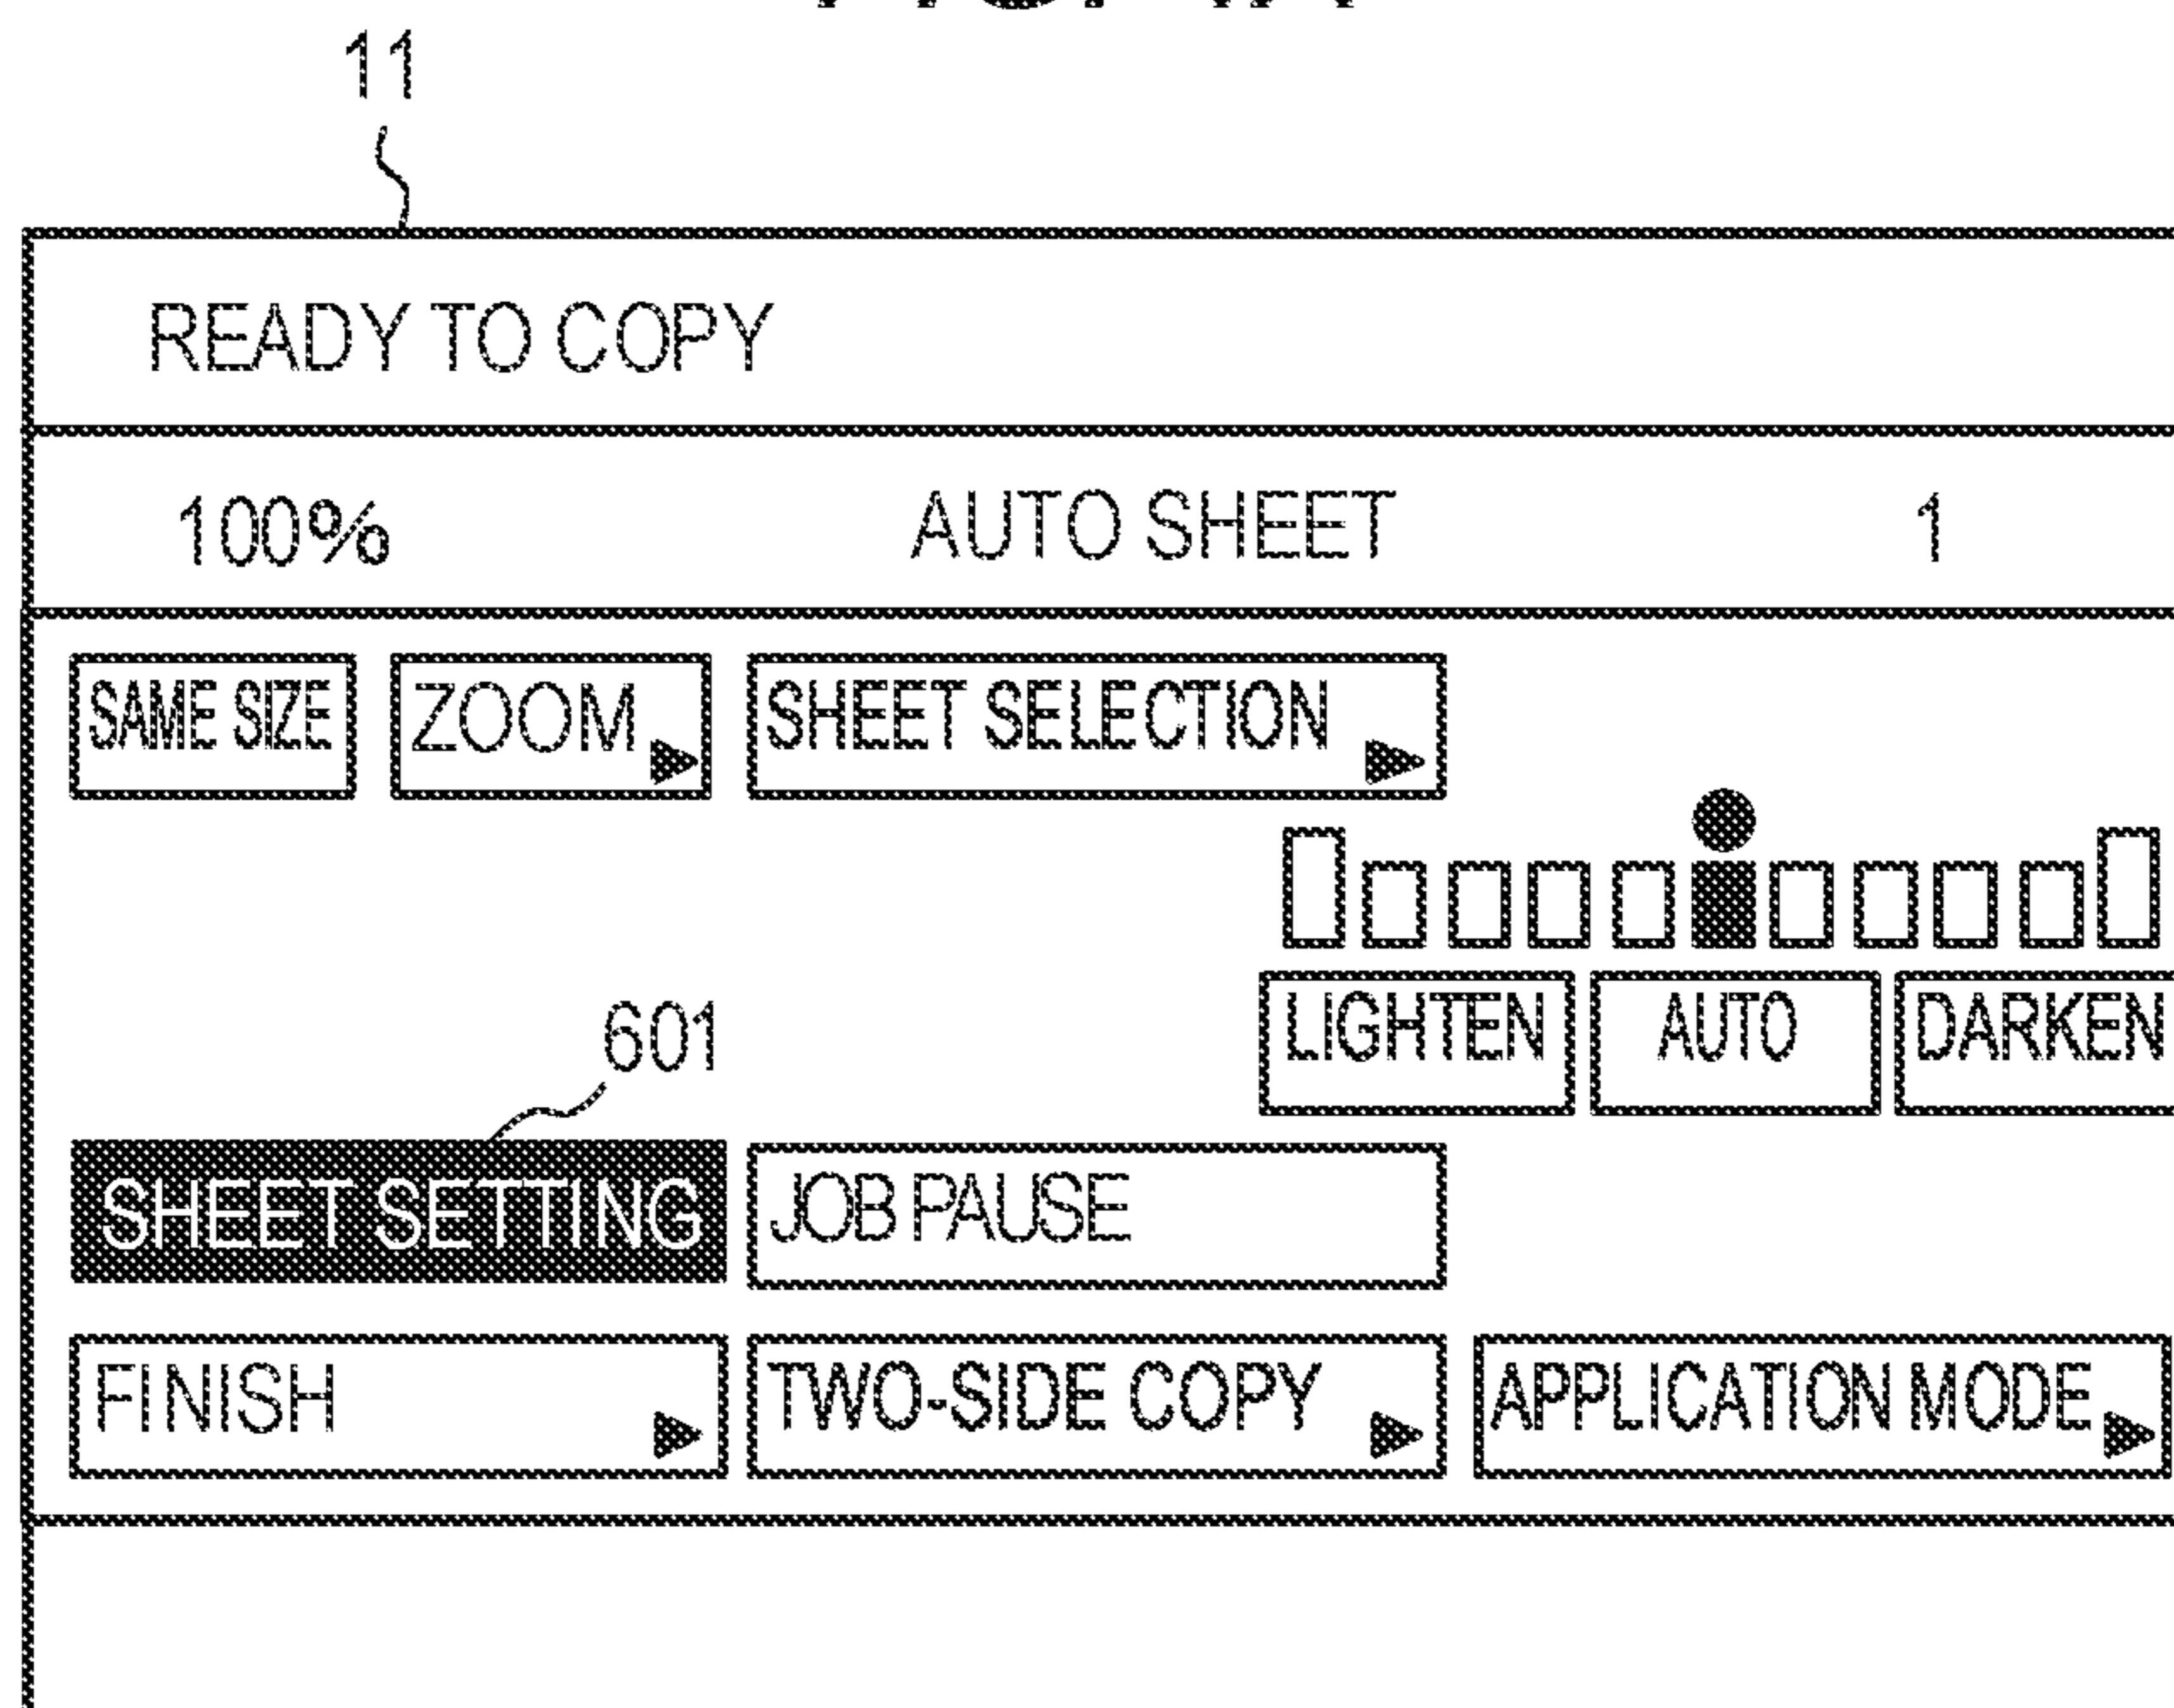 11
READY TO COPY
100% AUTO SHEET 1
SAME SIZE ZOOM SHEET SELECTION
LIGHTEN AUTO DARKEN
601
SHEET SETTING JOB PAUSE
FINISH TWO-SIDE COPY APPLICATION MODE